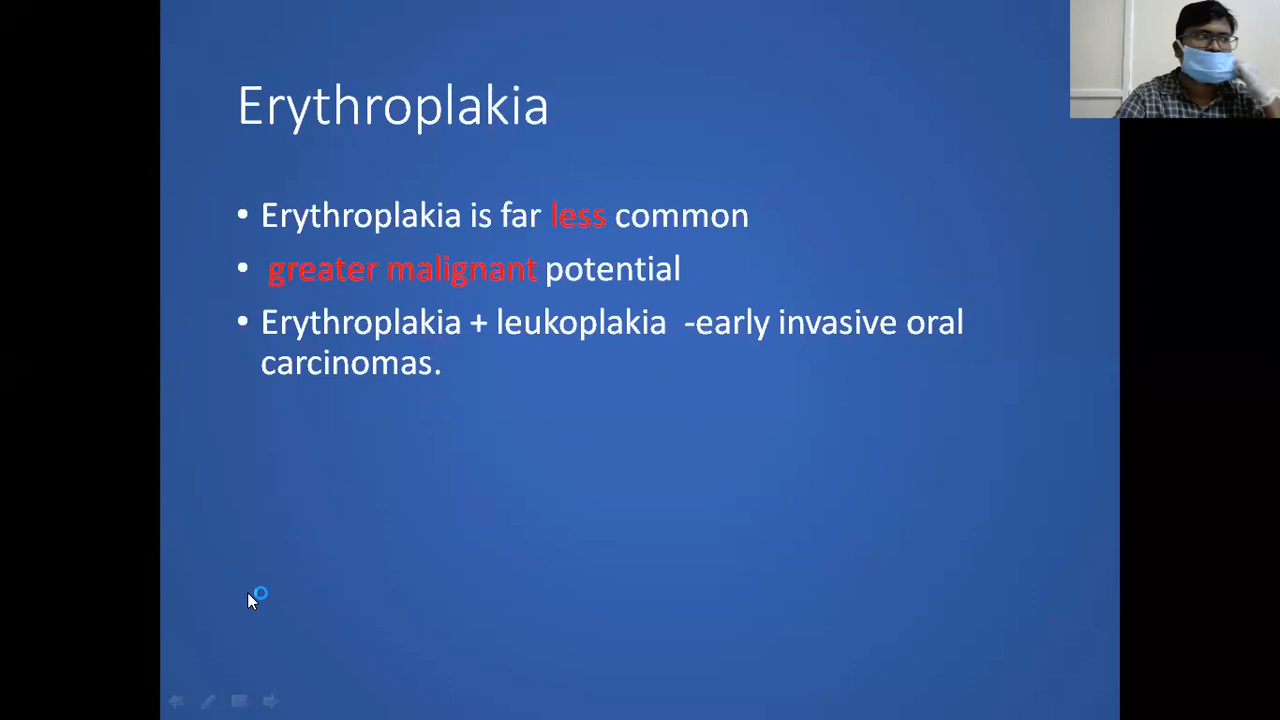 Erythroplakia
• Erythroplakia is far less common
• greater malignant potential
• Erythroplakia + leukoplakia -early invasive oral
carcinomas.